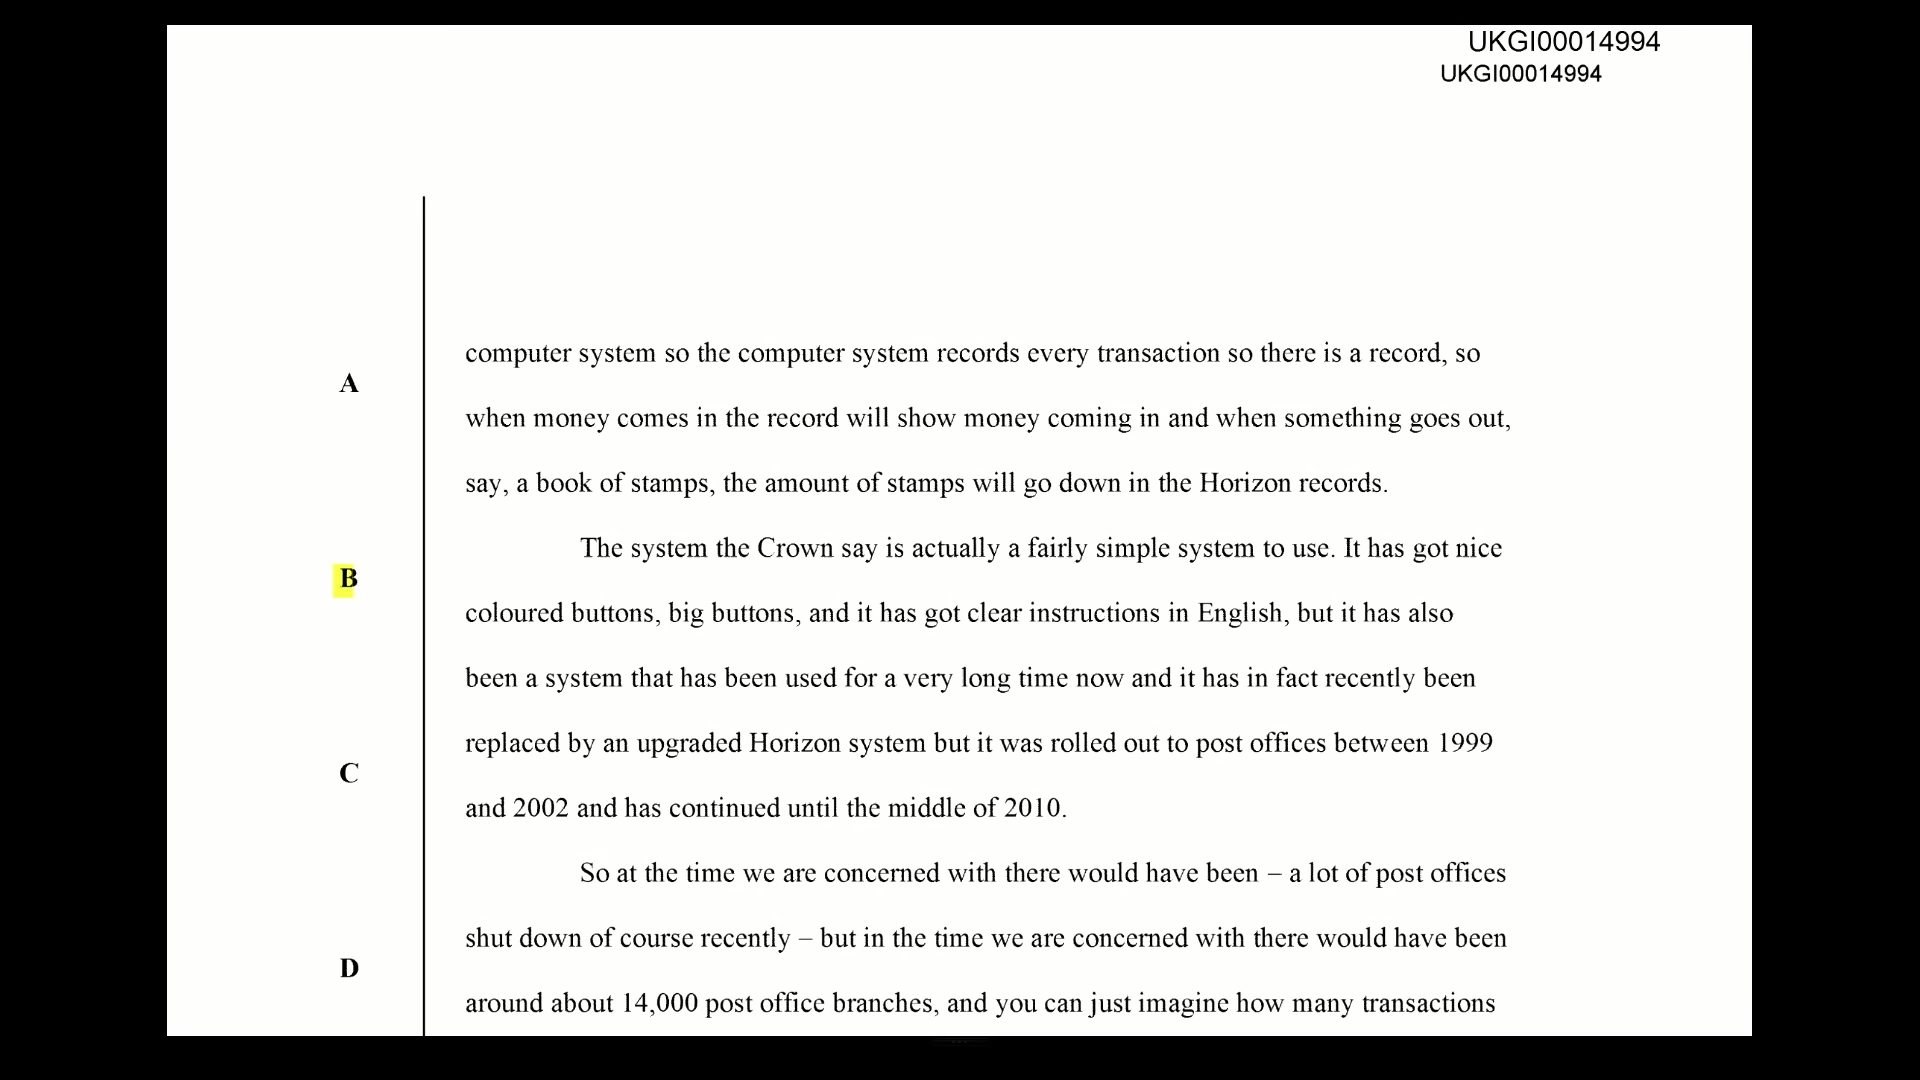 UKGI00014994
UKGI00014994
computer system so the computer system records every transaction so there is a record, so
A
when money comes in the record will show money coming in and when something goes out,
say, a book of stamps, the amount of stamps will go down in the Horizon records.
The system the Crown say is actually a fairly simple system to use. It has got nice
B
coloured buttons, big buttons, and it has got clear instructions in English, but it has also
been a system that has been used for a very long time now and it has in fact recently been
replaced by an upgraded Horizon system but it was rolled out to post offices between 1999
C
and 2002 and has continued until the middle of 2010.
So at the time we are concerned with there would have been – a lot of post offices
shut down of course recently – but in the time we are concerned with there would have been
D
around about 14,000 post office branches, and you can just imagine how many transactions